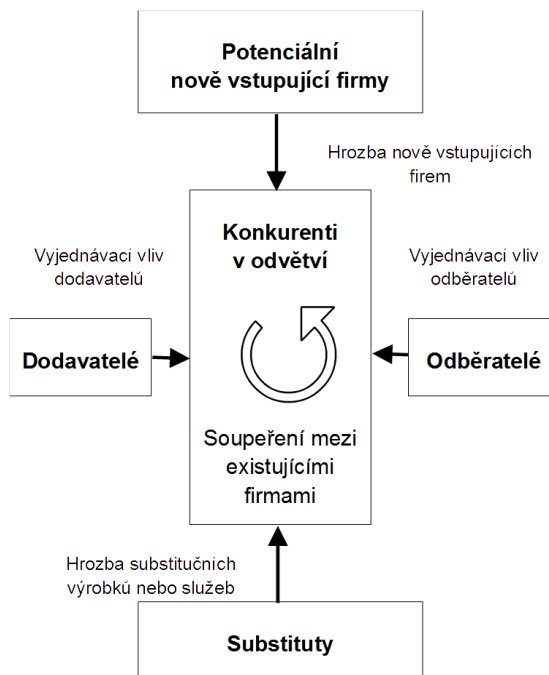 Potenciální
nově vstupující firmy
Hrozba nově vstupujících
firem
Konkurenti
v odvětví
Vyjednávací vliv
dodavatelů
Vyjednávací vliv
odběratelů
Dodavatelé
Odběratelé
Soupeření mezi
existujícími
firmami
Hrozba substitučních
výrobků nebo služeb
Substituty